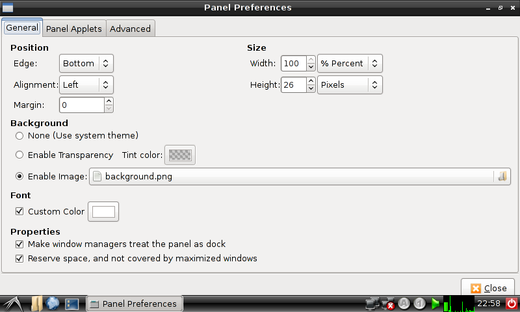 Panel Preferences
General Panel Applets Advanced
Position Size
Edge: Bottom Width: 100 % Percent
Alignment: Left Height: 26 Pixels
Margin: 0
Background
None (Use system theme)
Enable Transparency Tint color:
Enable Image: background.png
Font
Custom Color
Properties
Make window managers treat the panel as dock
Reserve space, and not covered by maximized windows
Close
Panel Preferences 22:58